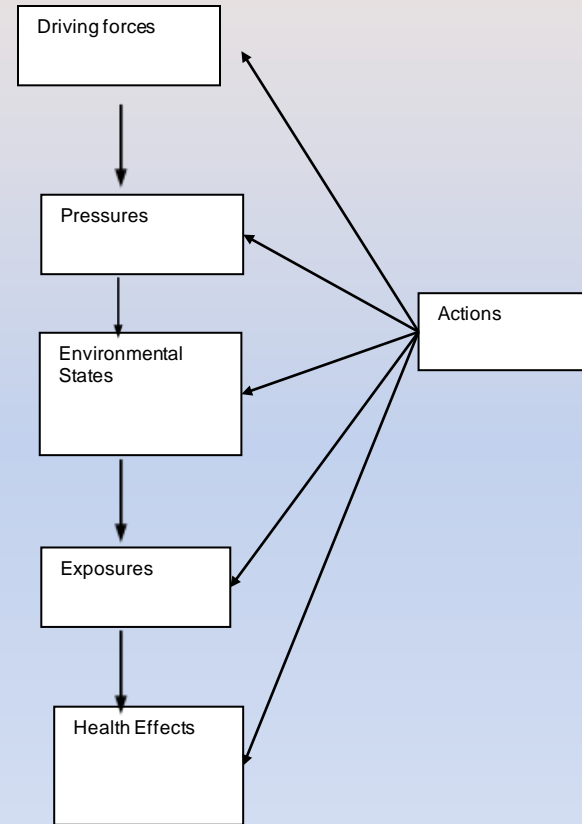 Driving forces
Pressures
Environmental
States
Actions
Exposures
Health Effects